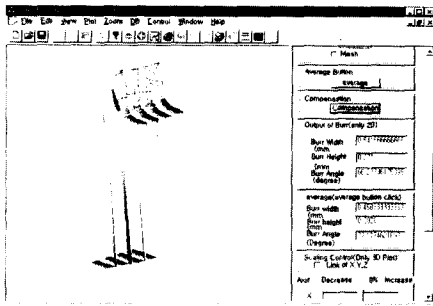 File Edit View Plot Zoom DB Control Window Help
Mesh
Average Button
average
Compensation
Compensation
Output of Burr(only 2D)
Burr Width
(mm
Burr Height
(mm
Burr Angle
(degree)
average(average button click)
Burr width
(mm
Burr height
(mm
Burr Angle
(Degree)
Scaling Control(Only 3D Plot)
Link of X,Y,Z
Decrease 0% Increase
X